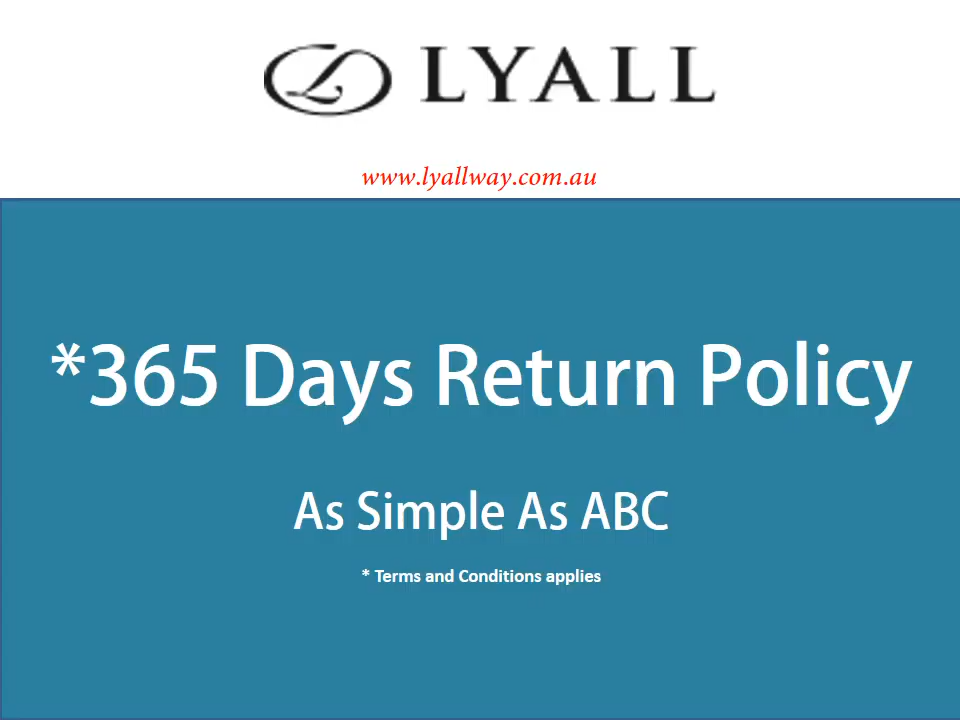 LYALL
www.lyallway.com.au
*365 Days Return Policy
As Simple As ABC
* Terms and Conditions applies